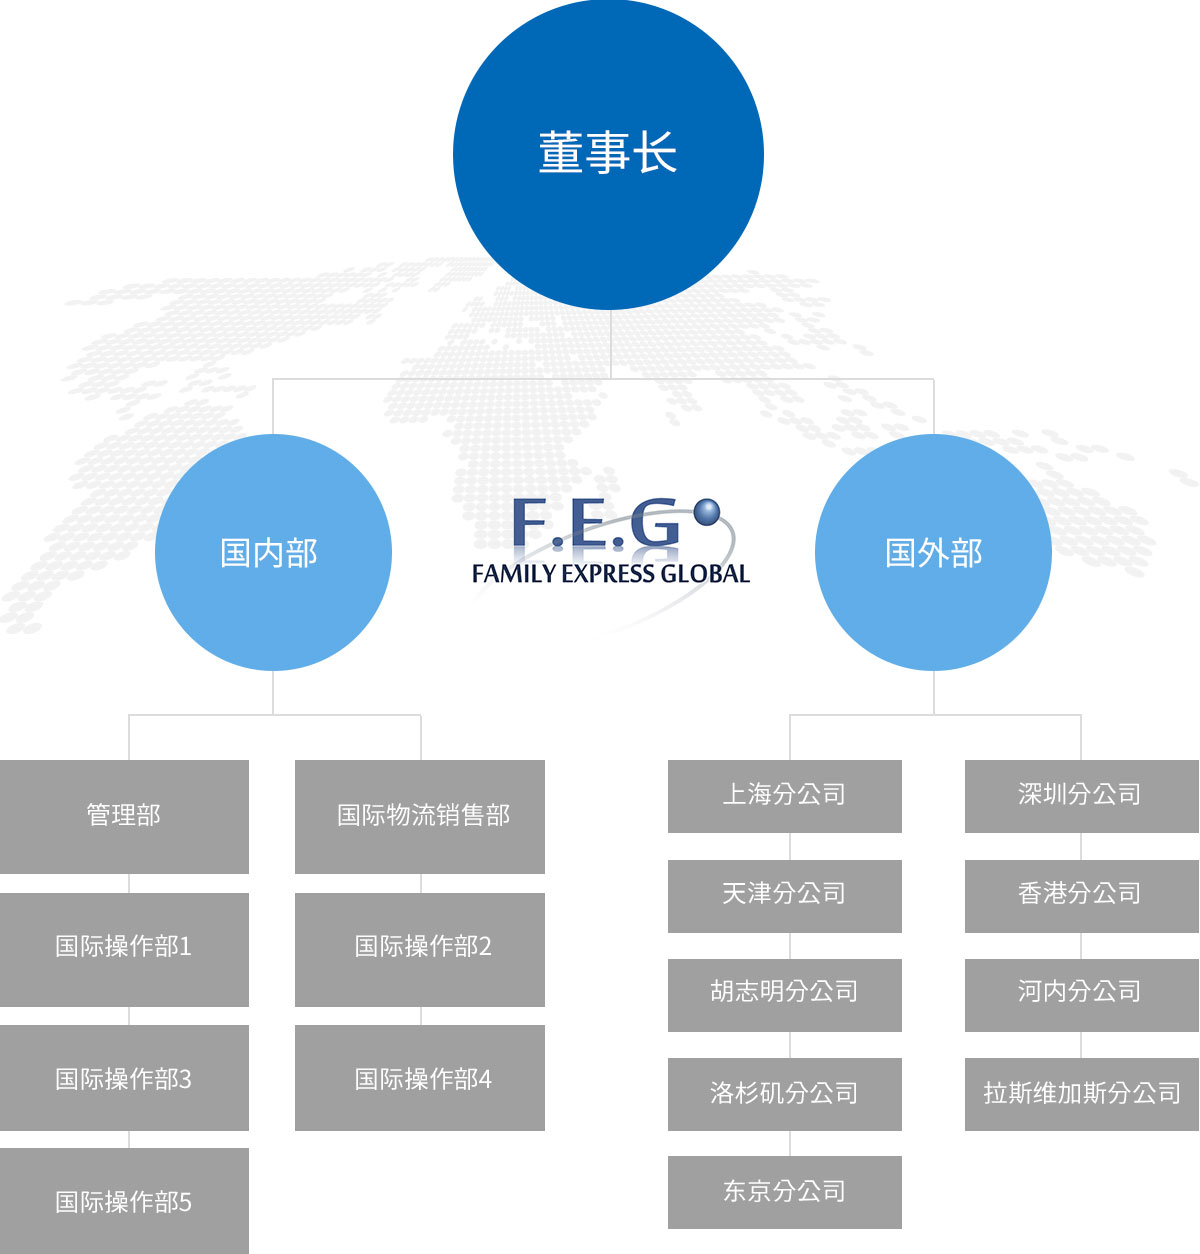 董事长
国内部
F.E.G
FAMILY EXPRESS GLOBAL
国外部
管理部
国际物流销售部
国际操作部1
国际操作部2
国际操作部3
国际操作部4
国际操作部5
上海分公司
深圳分公司
天津分公司
香港分公司
胡志明分公司
河内分公司
洛杉矶分公司
拉斯维加斯分公司
东京分公司